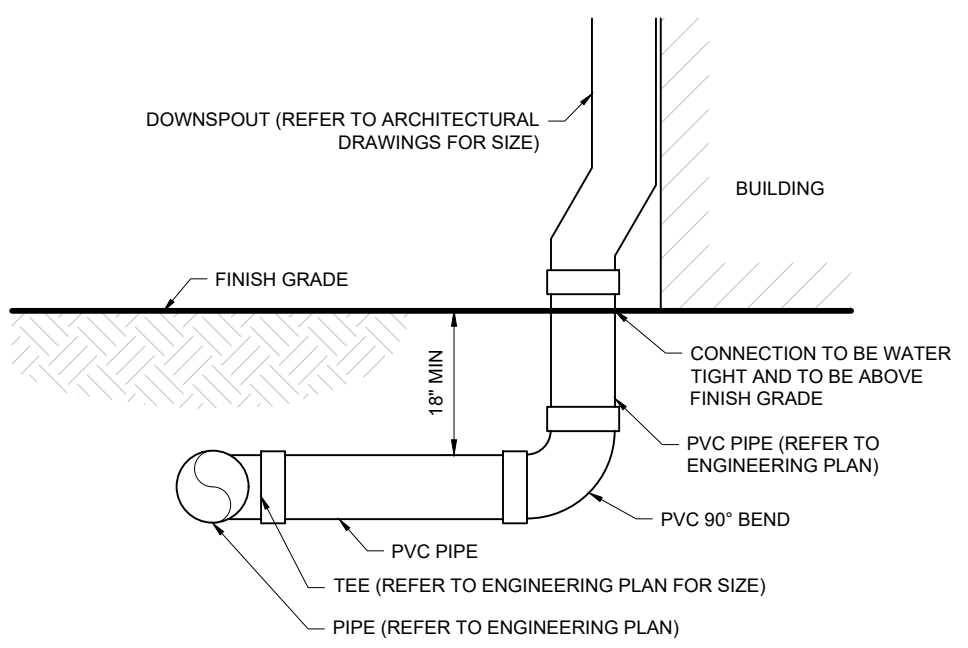 DOWNSPOUT (REFER TO ARCHITECTURAL
DRAWINGS FOR SIZE)
BUILDING
FINISH GRADE
18" MIN
CONNECTION TO BE WATER
TIGHT AND TO BE ABOVE
FINISH GRADE
PVC PIPE (REFER TO
ENGINEERING PLAN)
PVC 90° BEND
PVC PIPE
TEE (REFER TO ENGINEERING PLAN FOR SIZE)
PIPE (REFER TO ENGINEERING PLAN)